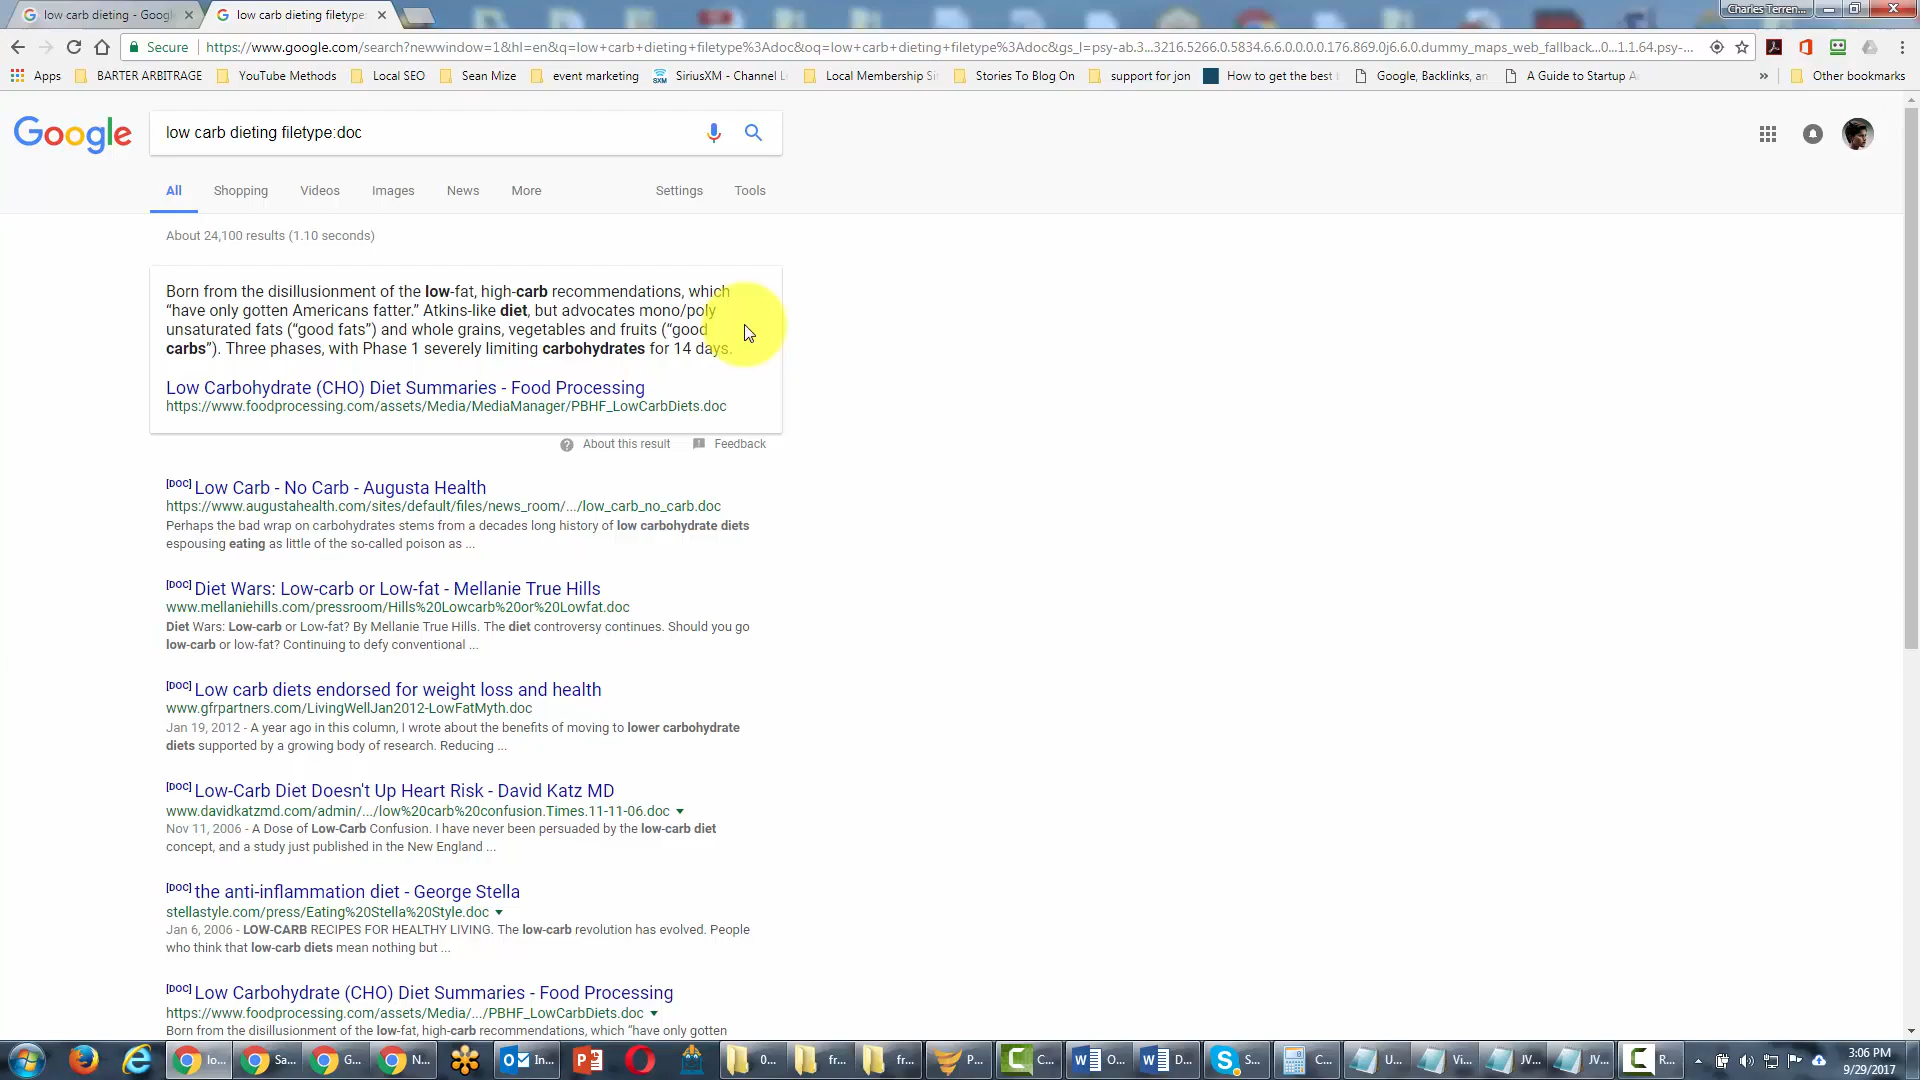 low carb dieting - Googl
low carb dieting filetype:
Charles Terren...
Secure
https://www.google.com/search?newwindow=1&hl=en&q=low+carb+dieting+filetype%3Adoc&oq=low+carb+dieting+filetype%3Adoc&gs_l=psy-ab.3...3216.5266.0.5834.6.6.0.0.0.0.176.869.0j6.6.0.dummy_maps_web_fallback...0...1.1.64.psy-...
Apps
BARTER ARBITRAGE
YouTube Methods
Local SEO
Sean Mize
event marketing
SiriusXM - Channel L
Local Membership Si
Stories To Blog On
support for jon
How to get the best
Google, Backlinks, an
A Guide to Startup A
»
Other bookmarks
Google
low carb dieting filetype:doc
All
Shopping
Videos
Images
News
More
Settings
Tools
About 24,100 results (1.10 seconds)
Born from the disillusionment of the low-fat, high-carb recommendations, which
“have only gotten Americans fatter.” Atkins-like diet, but advocates mono/poly
unsaturated fats (“good fats”) and whole grains, vegetables and fruits (“good
carbs”). Three phases, with Phase 1 severely limiting carbohydrates for 14 days.
Low Carbohydrate (CHO) Diet Summaries - Food Processing
https://www.foodprocessing.com/assets/Media/MediaManager/PBHF_LowCarbDiets.doc
About this result
Feedback
[DOC] Low Carb - No Carb - Augusta Health
https://www.augustahealth.com/sites/default/files/news_room/.../low_carb_no_carb.doc
Perhaps the bad wrap on carbohydrates stems from a decades long history of low carbohydrate diets
espousing eating as little of the so-called poison as ...
[DOC] Diet Wars: Low-carb or Low-fat - Mellanie True Hills
www.mellaniehills.com/pressroom/Hills%20Lowcarb%20or%20Lowfat.doc
Diet Wars: Low-carb or Low-fat? By Mellanie True Hills. The diet controversy continues. Should you go
low-carb or low-fat? Continuing to defy conventional ...
[DOC] Low carb diets endorsed for weight loss and health
www.gfrpartners.com/LivingWellJan2012-LowFatMyth.doc
Jan 19, 2012 - A year ago in this column, I wrote about the benefits of moving to lower carbohydrate
diets supported by a growing body of research. Reducing ...
[DOC] Low-Carb Diet Doesn't Up Heart Risk - David Katz MD
www.davidkatzmd.com/admin/.../low%20carb%20confusion.Times.11-11-06.doc
Nov 11, 2006 - A Dose of Low-Carb Confusion. I have never been persuaded by the low-carb diet
concept, and a study just published in the New England ...
[DOC] the anti-inflammation diet - George Stella
stellastyle.com/press/Eating%20Stella%20Style.doc
Jan 6, 2006 - LOW-CARB RECIPES FOR HEALTHY LIVING. The low-carb revolution has evolved. People
who think that low-carb diets mean nothing but ...
[DOC] Low Carbohydrate (CHO) Diet Summaries - Food Processing
https://www.foodprocessing.com/assets/Media/.../PBHF_LowCarbDiets.doc
Born from the disillusionment of the low-fat, high-carb recommendations, which “have only gotten
lo...
Sa...
G...
N...
In...
0...
fr...
fr...
P...
C...
O...
D...
S...
C...
U...
Vi...
JV...
JV...
R...
3:06 PM
9/29/2017